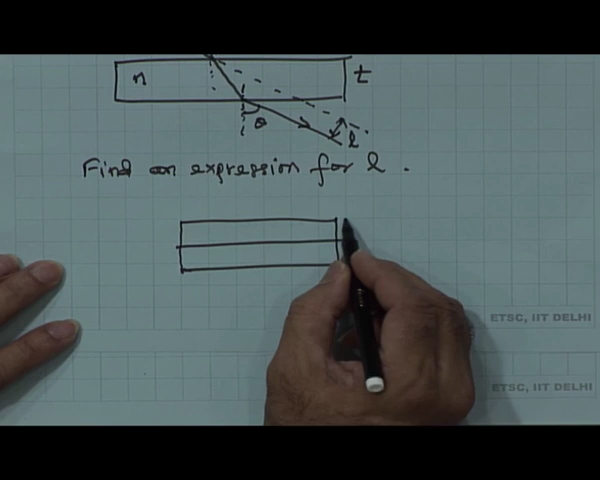 n
t
θ
l
Find an expression for l .
ETSC, IIT DELHI
ETSC, IIT DELHI